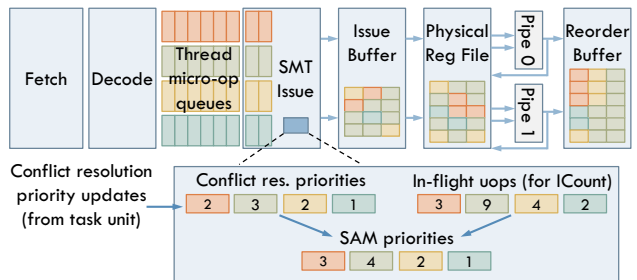 Fetch
Decode
Thread
micro-op
queues
SMT
Issue
Issue
Buffer
Physical
Reg File
Pipe 0
Pipe 1
Reorder
Buffer
Conflict resolution
priority updates
(from task unit)
Conflict res. priorities
2 3 2 1
In-flight uops (for ICount)
3 9 4 2
SAM priorities
3 4 2 1